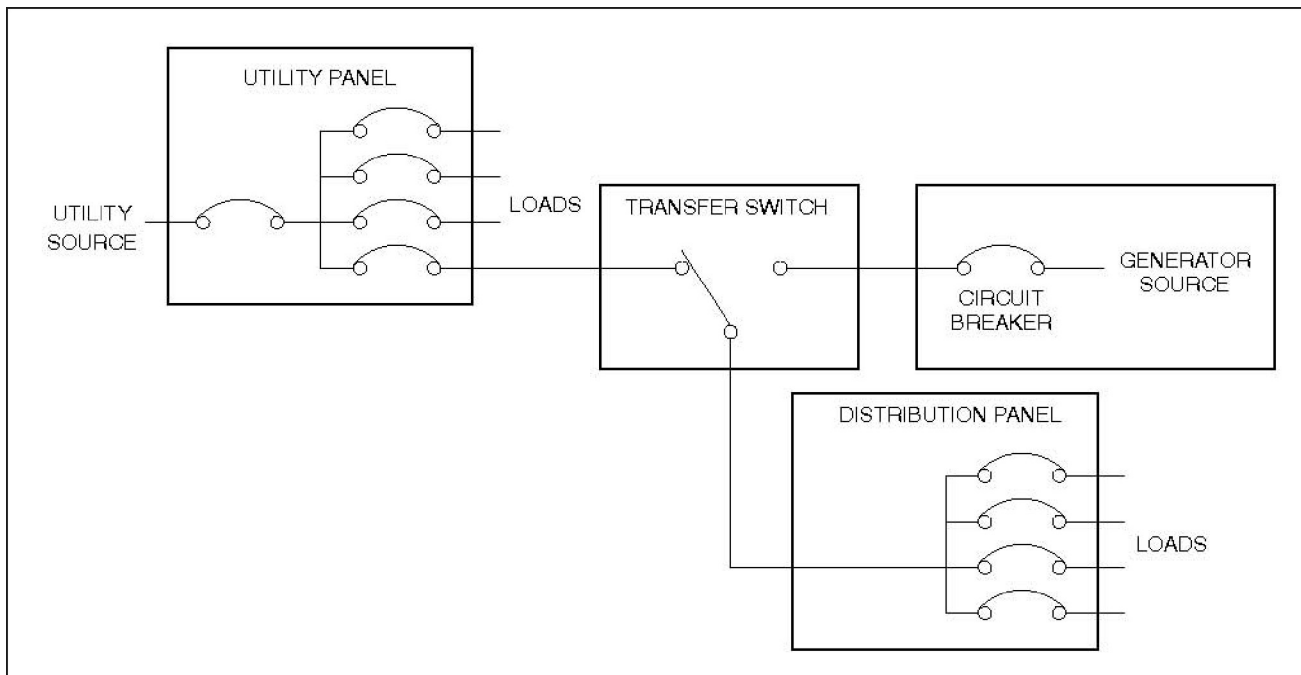 UTILITY PANEL
UTILITY
SOURCE
LOADS
TRANSFER SWITCH
GENERATOR
SOURCE
CIRCUIT
BREAKER
DISTRIBUTION PANEL
LOADS